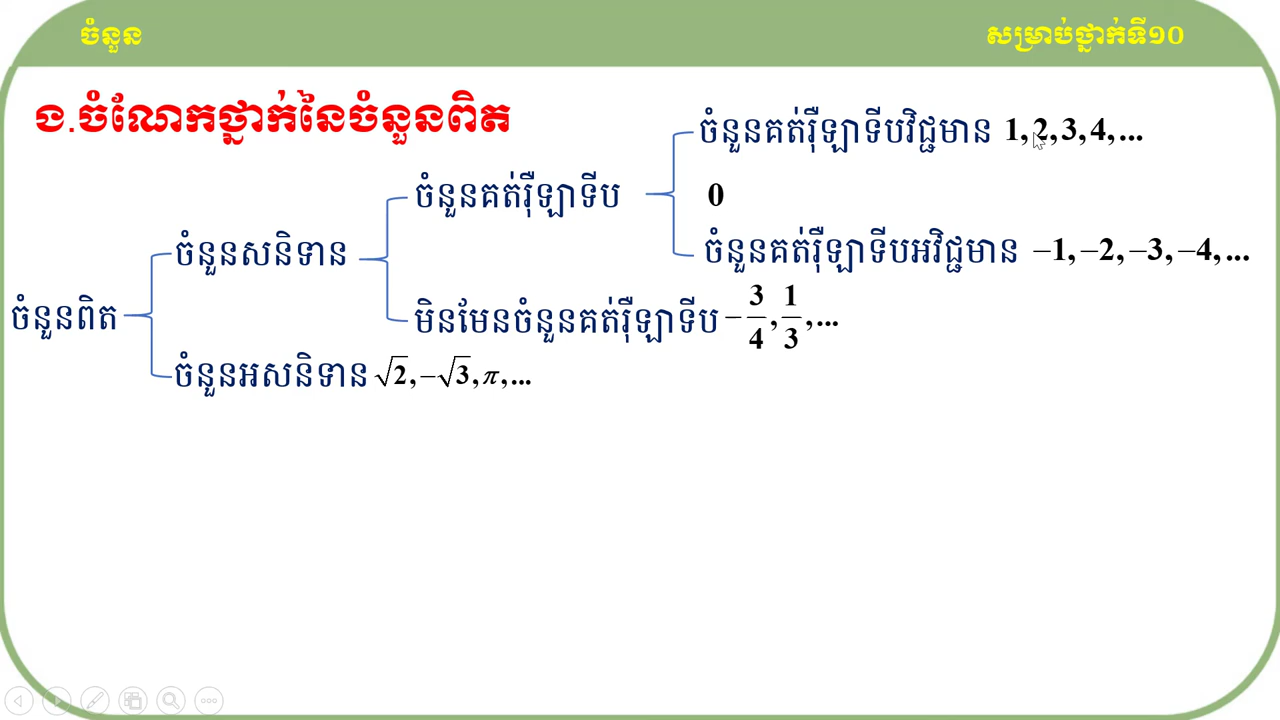 ចំនួន
សម្រាប់ថ្នាក់ទី១០
ង.ចំណែកថ្នាក់នៃចំនួនពិត
ចំនួនគត់រ៉ឺឡាទីបវិជ្ជមាន 1, 2, 3, 4, ...
ចំនួនគត់រ៉ឺឡាទីប
0
ចំនួនសនិទាន
ចំនួនគត់រ៉ឺឡាទីបអវិជ្ជមាន −1, −2, −3, −4, ...
ចំនួនពិត
មិនមែនចំនួនគត់រ៉ឺឡាទីប −3/4, 1/3, ...
ចំនួនអសនិទាន √2, −√3, π, ...